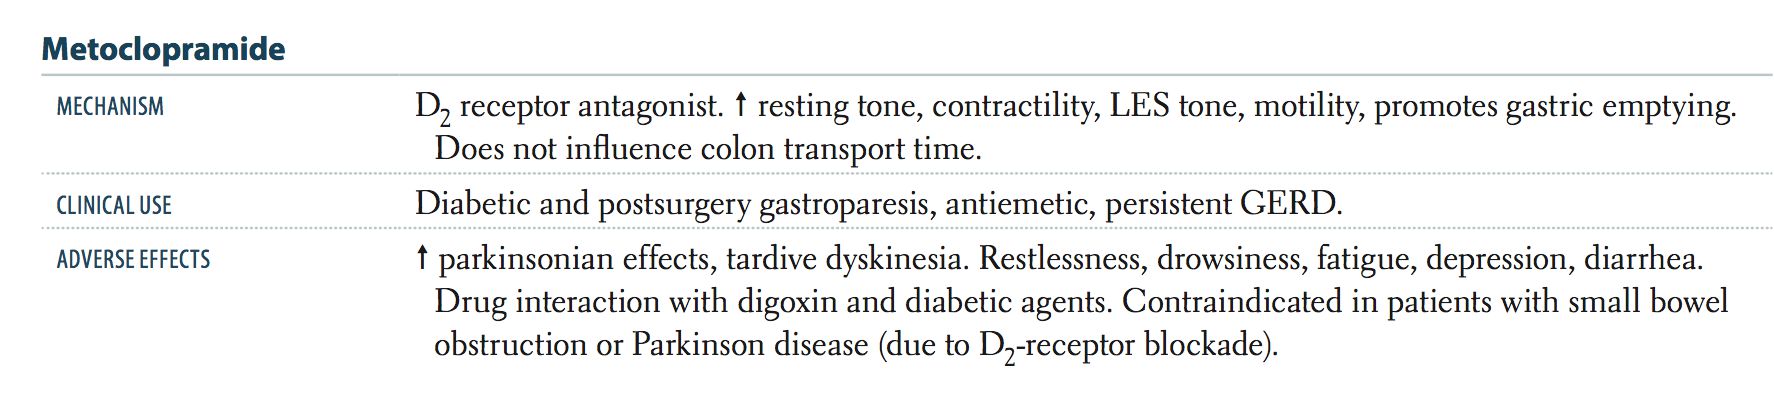 Metoclopramide
MECHANISM D₂ receptor antagonist. ↑ resting tone, contractility, LES tone, motility, promotes gastric emptying.
Does not influence colon transport time.
CLINICAL USE Diabetic and postsurgery gastroparesis, antiemetic, persistent GERD.
ADVERSE EFFECTS ↑ parkinsonian effects, tardive dyskinesia. Restlessness, drowsiness, fatigue, depression, diarrhea.
Drug interaction with digoxin and diabetic agents. Contraindicated in patients with small bowel
obstruction or Parkinson disease (due to D₂-receptor blockade).